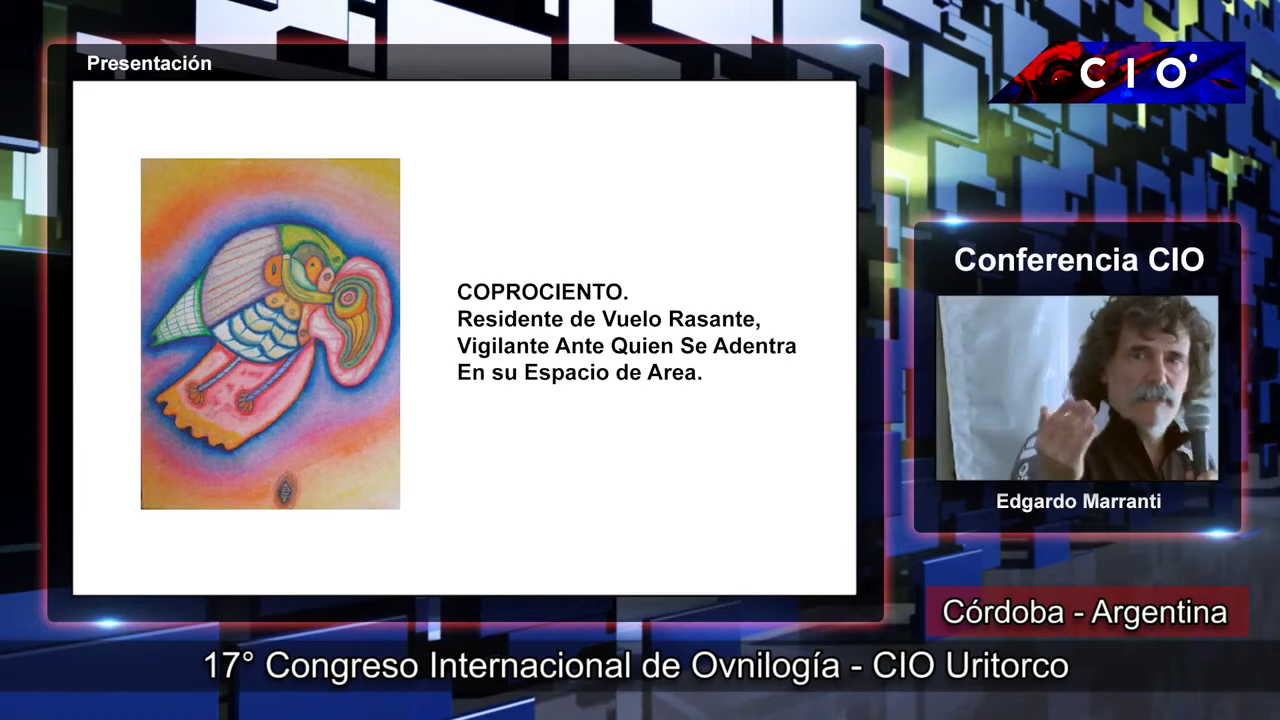 Presentación
CIO
COPROCIENTO.
Residente de Vuelo Rasante,
Vigilante Ante Quien Se Adentra
En su Espacio de Area.
Conferencia CIO
Edgardo Marranti
Córdoba - Argentina
17° Congreso Internacional de Ovnilogía - CIO Uritorco